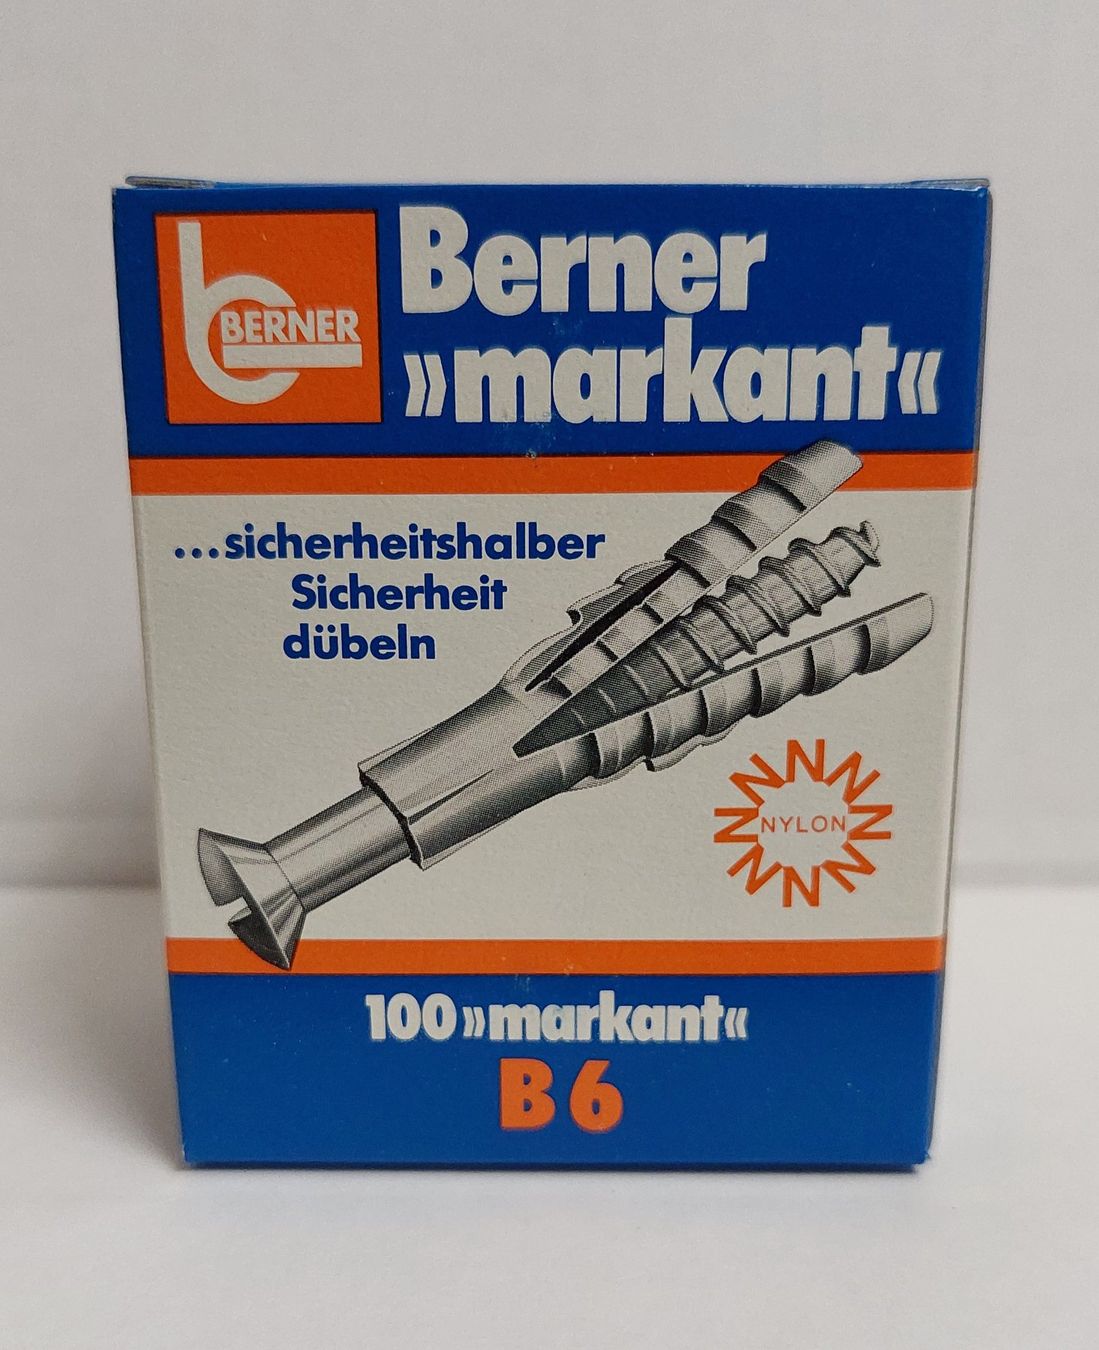 BERNER
Berner
»markant«
...sicherheitshalber
Sicherheit
dübeln
N N N N N N N N N N N N
NYLON
100 »markant«
B 6